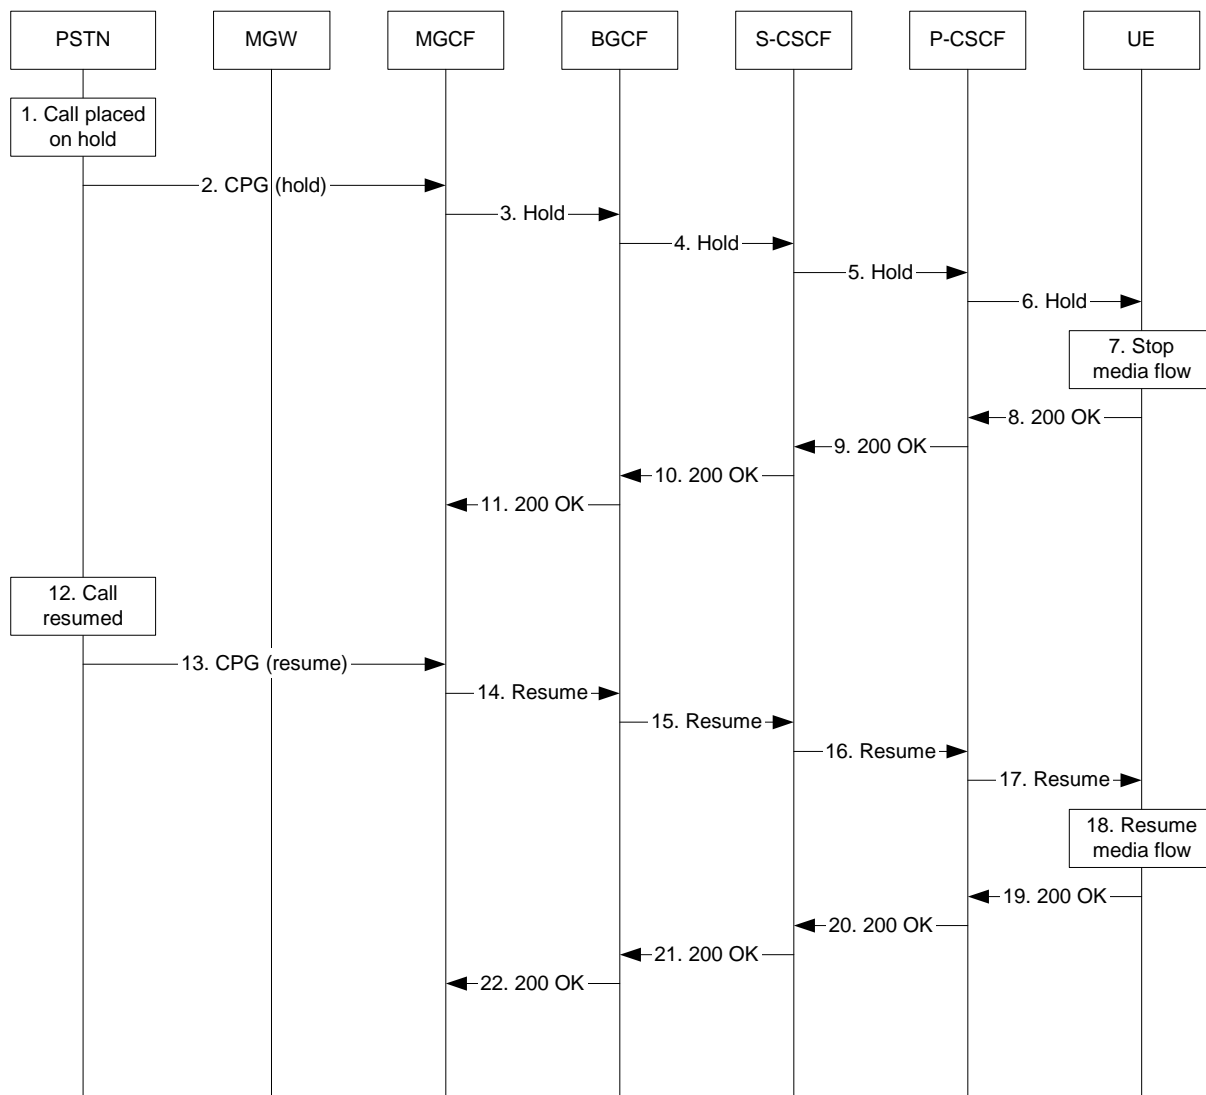 PSTN
MGW
MGCF
BGCF
S-CSCF
P-CSCF
UE
1. Call placed
on hold
2. CPG (hold)
3. Hold
4. Hold
5. Hold
6. Hold
7. Stop
media flow
8. 200 OK
9. 200 OK
10. 200 OK
11. 200 OK
12. Call
resumed
13. CPG (resume)
14. Resume
15. Resume
16. Resume
17. Resume
18. Resume
media flow
19. 200 OK
20. 200 OK
21. 200 OK
22. 200 OK